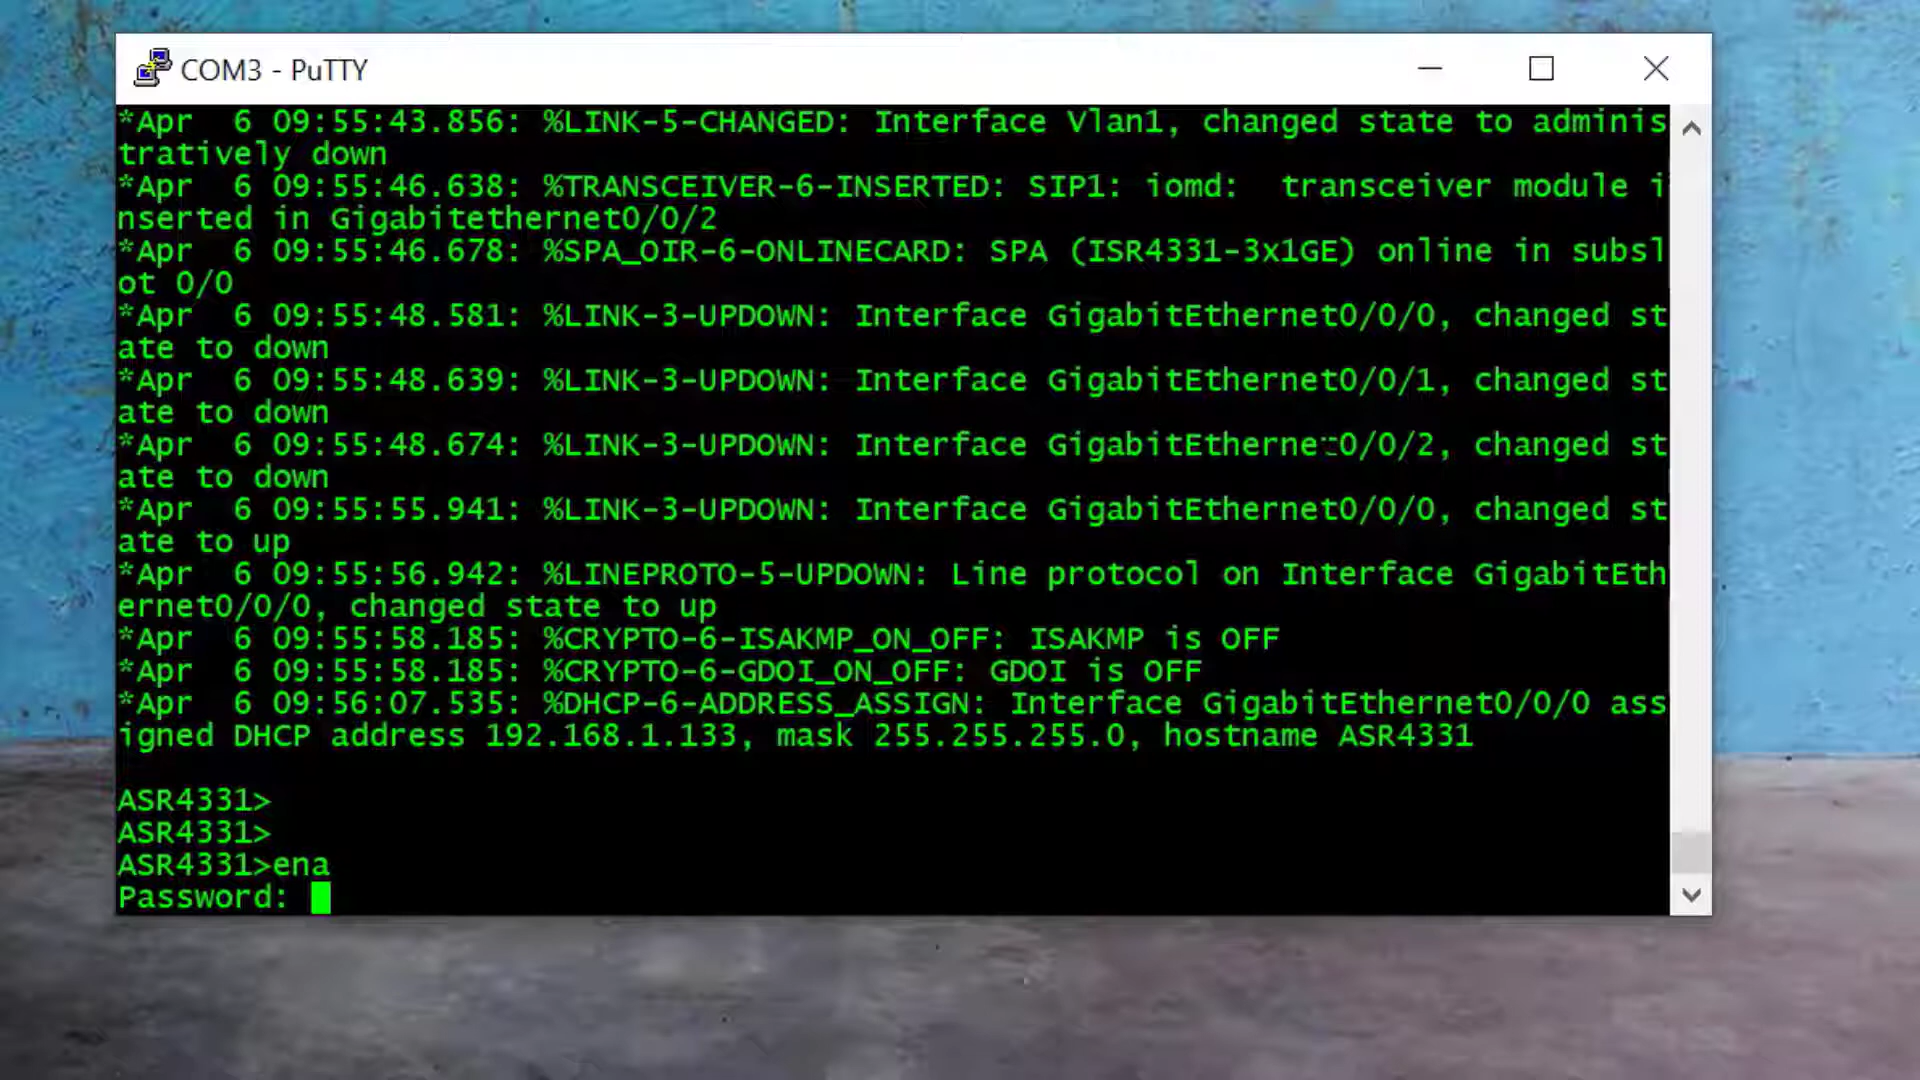 COM3 - PuTTY
*Apr  6 09:55:43.856: %LINK-5-CHANGED: Interface Vlan1, changed state to adminis
tratively down
*Apr  6 09:55:46.638: %TRANSCEIVER-6-INSERTED: SIP1: iomd:  transceiver module i
nserted in Gigabitethernet0/0/2
*Apr  6 09:55:46.678: %SPA_OIR-6-ONLINECARD: SPA (ISR4331-3x1GE) online in subsl
ot 0/0
*Apr  6 09:55:48.581: %LINK-3-UPDOWN: Interface GigabitEthernet0/0/0, changed st
ate to down
*Apr  6 09:55:48.639: %LINK-3-UPDOWN: Interface GigabitEthernet0/0/1, changed st
ate to down
*Apr  6 09:55:48.674: %LINK-3-UPDOWN: Interface GigabitEthernet0/0/2, changed st
ate to down
*Apr  6 09:55:55.941: %LINK-3-UPDOWN: Interface GigabitEthernet0/0/0, changed st
ate to up
*Apr  6 09:55:56.942: %LINEPROTO-5-UPDOWN: Line protocol on Interface GigabitEth
ernet0/0/0, changed state to up
*Apr  6 09:55:58.185: %CRYPTO-6-ISAKMP_ON_OFF: ISAKMP is OFF
*Apr  6 09:55:58.185: %CRYPTO-6-GDOI_ON_OFF: GDOI is OFF
*Apr  6 09:56:07.535: %DHCP-6-ADDRESS_ASSIGN: Interface GigabitEthernet0/0/0 ass
igned DHCP address 192.168.1.133, mask 255.255.255.0, hostname ASR4331
ASR4331>
ASR4331>
ASR4331>ena
Password: